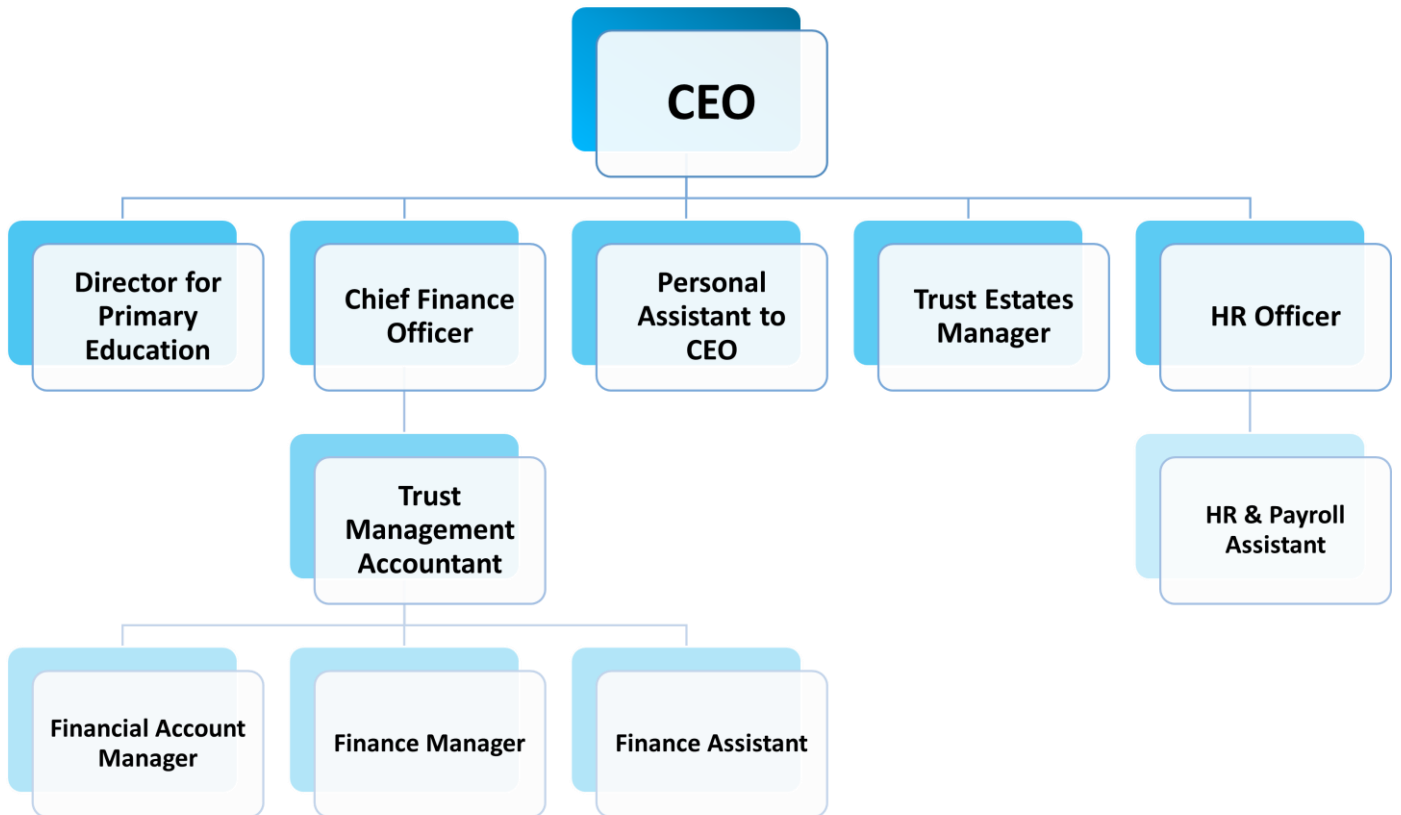 CEO
Director for
Primary
Education
Chief Finance
Officer
Personal
Assistant to
CEO
Trust Estates
Manager
HR Officer
Trust
Management
Accountant
HR & Payroll
Assistant
Financial Account
Manager
Finance Manager
Finance Assistant